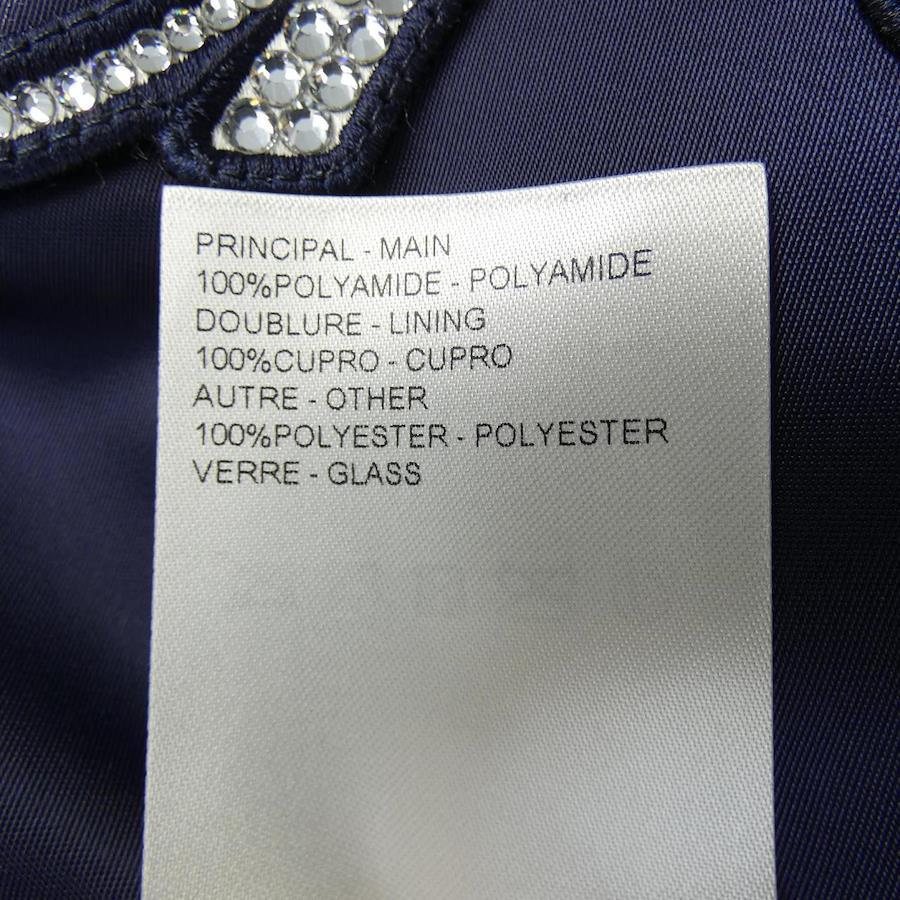 PRINCIPAL - MAIN
100%POLYAMIDE - POLYAMIDE
DOUBLURE - LINING
100%CUPRO - CUPRO
AUTRE - OTHER
100%POLYESTER - POLYESTER
VERRE - GLASS